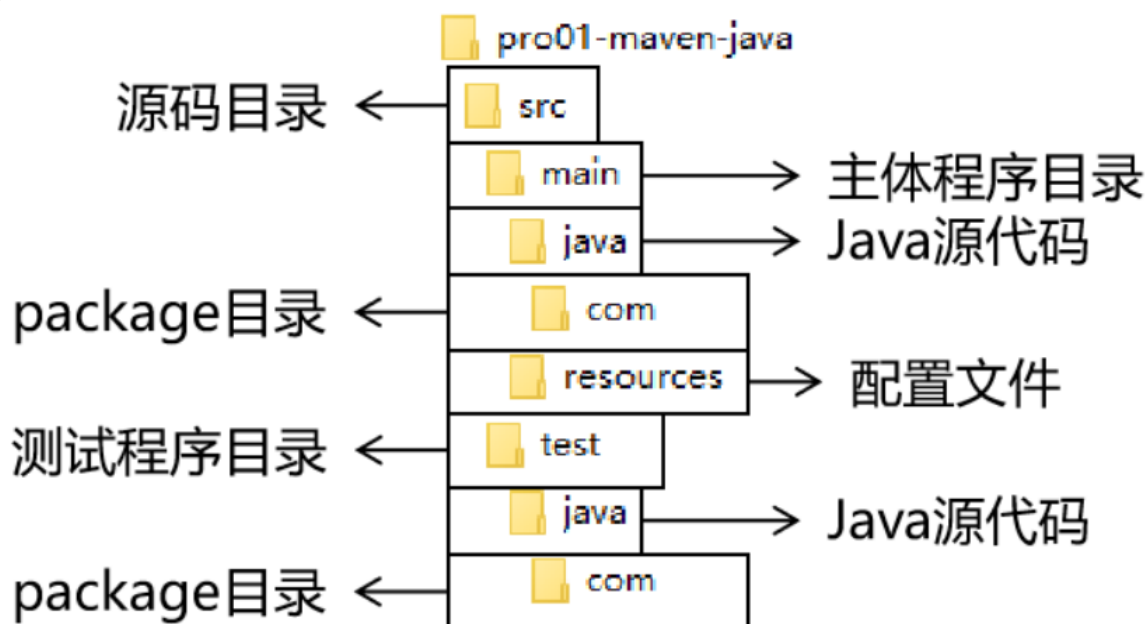 pro01-maven-java
源码目录 src
main 主体程序目录
java Java源代码
package目录 com
resources 配置文件
测试程序目录 test
java Java源代码
package目录 com